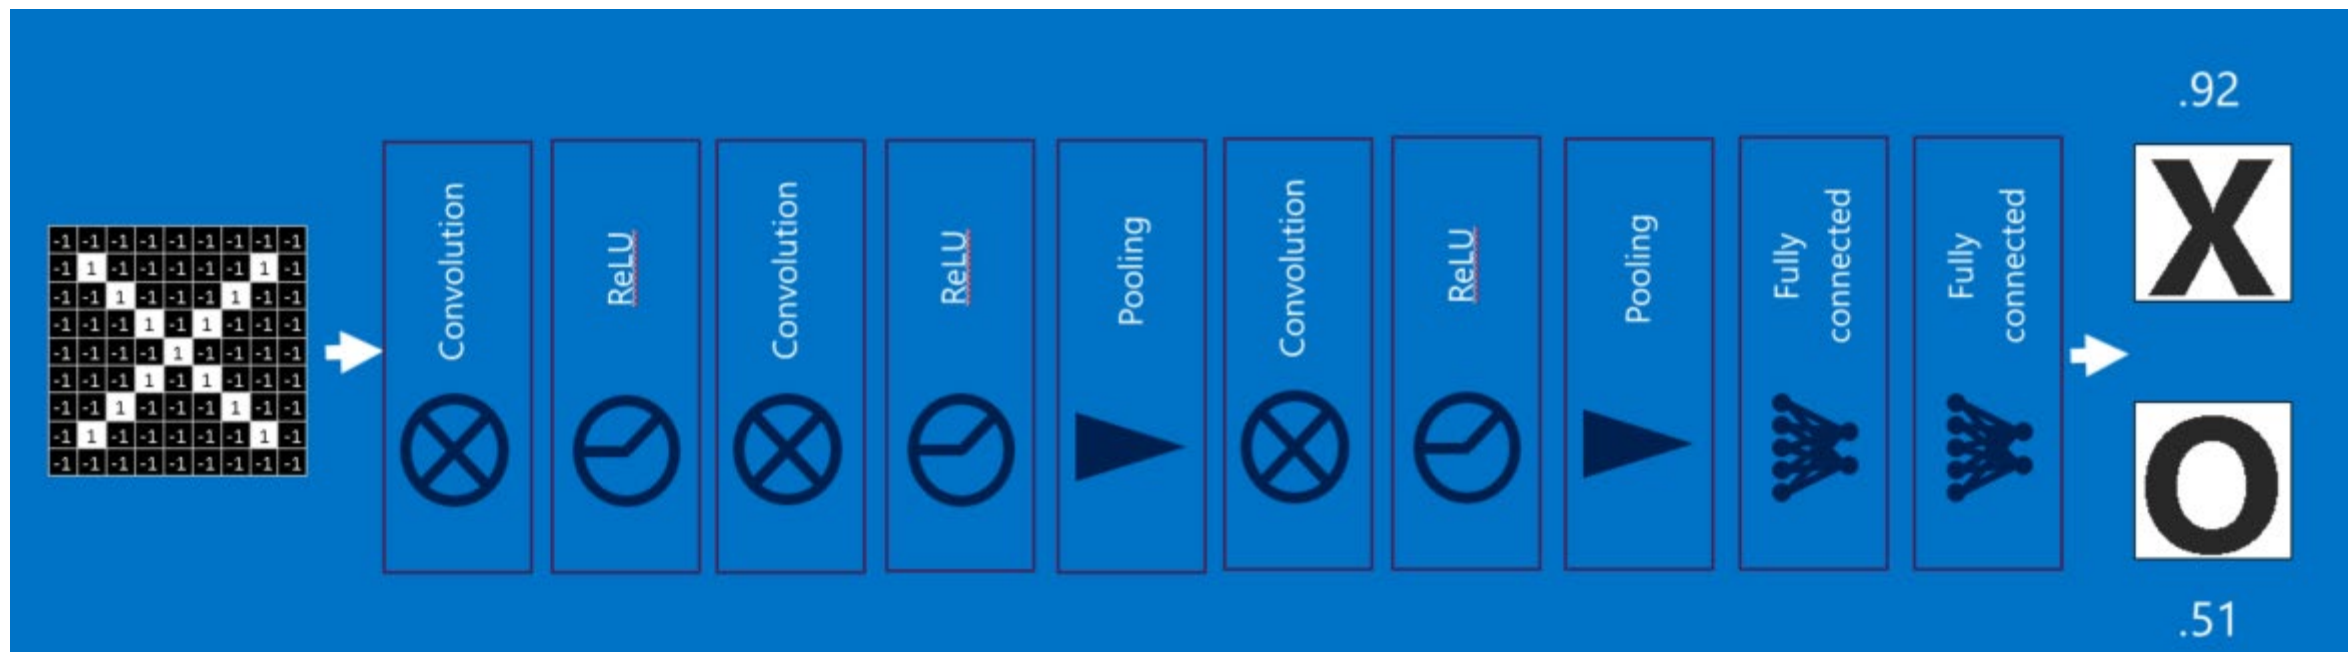 -1 -1 -1 -1 -1 -1 -1 -1 -1
-1 1 -1 -1 -1 -1 -1 1 -1
-1 -1 1 -1 -1 -1 1 -1 -1
-1 -1 -1 1 -1 1 -1 -1 -1
-1 -1 -1 -1 1 -1 -1 -1 -1
-1 -1 -1 1 -1 1 -1 -1 -1
-1 -1 1 -1 -1 -1 1 -1 -1
-1 1 -1 -1 -1 -1 -1 1 -1
-1 -1 -1 -1 -1 -1 -1 -1 -1
Convolution
ReLU
Convolution
ReLU
Pooling
Convolution
ReLU
Pooling
Fully
connected
Fully
connected
.92
X
O
.51